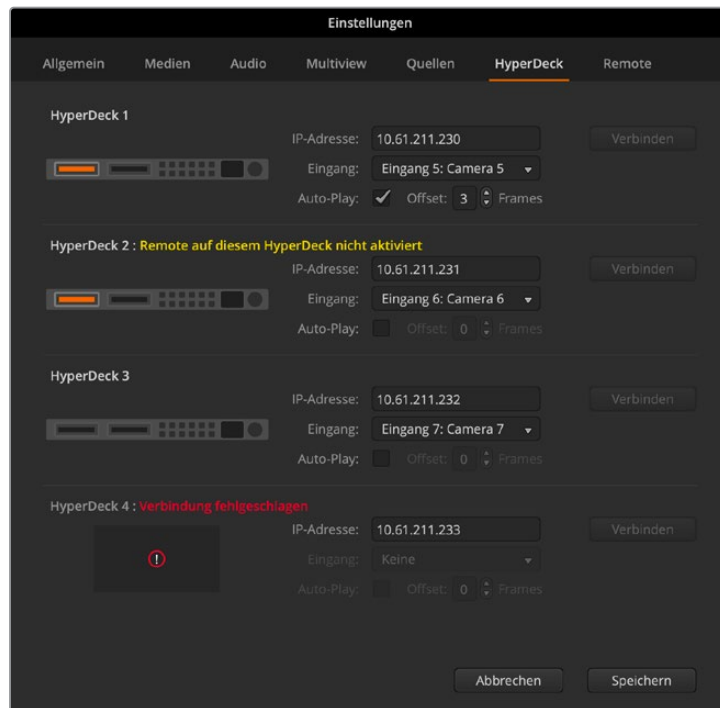 Einstellungen
Allgemein Medien Audio Multiview Quellen HyperDeck Remote
HyperDeck 1
IP-Adresse: 10.61.211.230 Verbinden
Eingang: Eingang 5: Camera 5
Auto-Play: Offset: 3 Frames
HyperDeck 2 : Remote auf diesem HyperDeck nicht aktiviert
IP-Adresse: 10.61.211.231 Verbinden
Eingang: Eingang 6: Camera 6
Auto-Play: Offset: 0 Frames
HyperDeck 3
IP-Adresse: 10.61.211.232 Verbinden
Eingang: Eingang 7: Camera 7
Auto-Play: Offset: 0 Frames
HyperDeck 4 : Verbindung fehlgeschlagen
IP-Adresse: 10.61.211.233 Verbinden
Eingang: Keine
Auto-Play: Offset: 0 Frames
Abbrechen Speichern